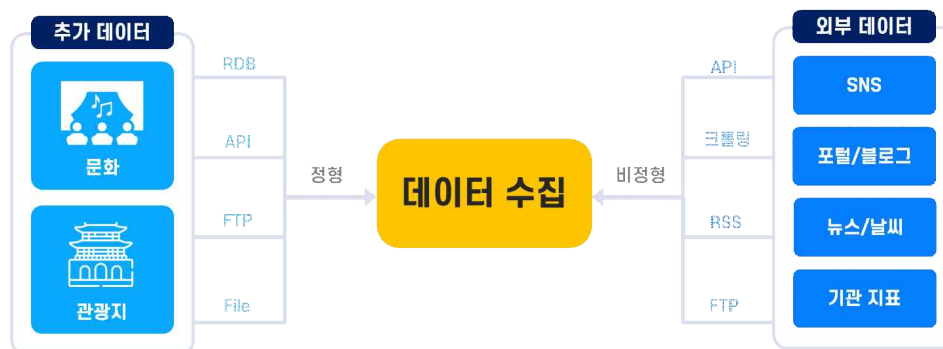 추가 데이터
문화
관광지
RDB
API
FTP
File
정형
데이터 수집
비정형
API
크롤링
RSS
FTP
외부 데이터
SNS
포털/블로그
뉴스/날씨
기관 지표